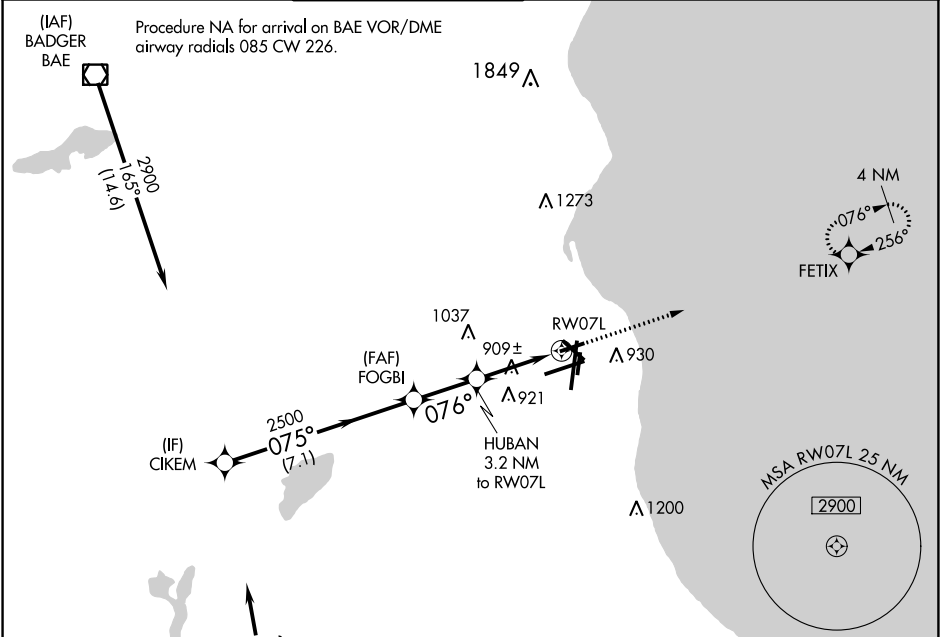 (IAF)
BADGER
BAE
Procedure NA for arrival on BAE VOR/DME
airway radials 085 CW 226.
1849
2900
165°
(14.6)
1273
4 NM
076°
256°
FETIX
1037
RW07L
909±
930
(FAF)
FOGBI
921
076°
2500
075°
(7.1)
(IF)
CIKEM
HUBAN
3.2 NM
to RW07L
MSA RW07L 25 NM
2900
1200